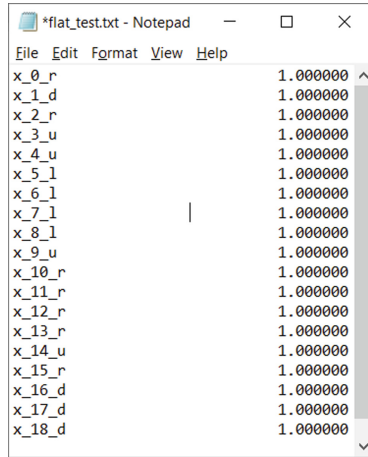 *flat_test.txt - Notepad
File Edit Format View Help
x_0_r 1.000000
x_1_d 1.000000
x_2_r 1.000000
x_3_u 1.000000
x_4_u 1.000000
x_5_l 1.000000
x_6_l 1.000000
x_7_l 1.000000
x_8_l 1.000000
x_9_u 1.000000
x_10_r 1.000000
x_11_r 1.000000
x_12_r 1.000000
x_13_r 1.000000
x_14_u 1.000000
x_15_r 1.000000
x_16_d 1.000000
x_17_d 1.000000
x_18_d 1.000000